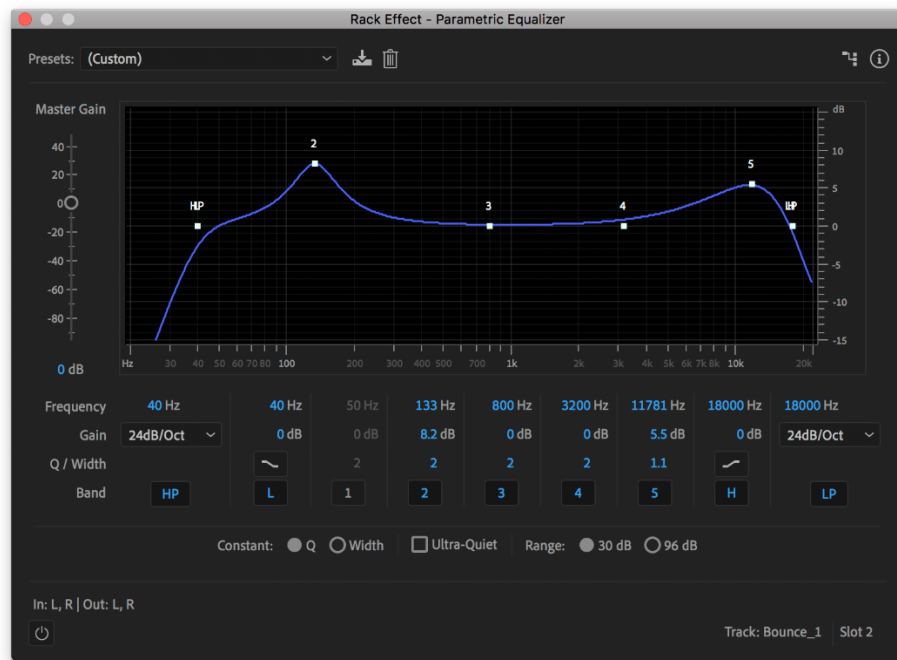 Rack Effect - Parametric Equalizer
Presets: (Custom)
Master Gain
40
20
0
-20
-40
-60
-80
0 dB
dB
10
5
0
-5
-10
-15
2
5
3
4
Hz 30 40 50 60 70 80 100 200 300 400 500 700 1k 2k 3k 4k 5k 6k 7k 8k 10k 20k
Frequency 40 Hz 40 Hz 50 Hz 133 Hz 800 Hz 3200 Hz 11781 Hz 18000 Hz 18000 Hz
Gain 24dB/Oct 0 dB 0 dB 8.2 dB 0 dB 0 dB 5.5 dB 0 dB 24dB/Oct
Q / Width 2 2 2 2 1.1
Band HP L 1 2 3 4 5 H LP
Constant: Q Width Ultra-Quiet Range: 30 dB 96 dB
In: L, R | Out: L, R
Track: Bounce_1 Slot 2